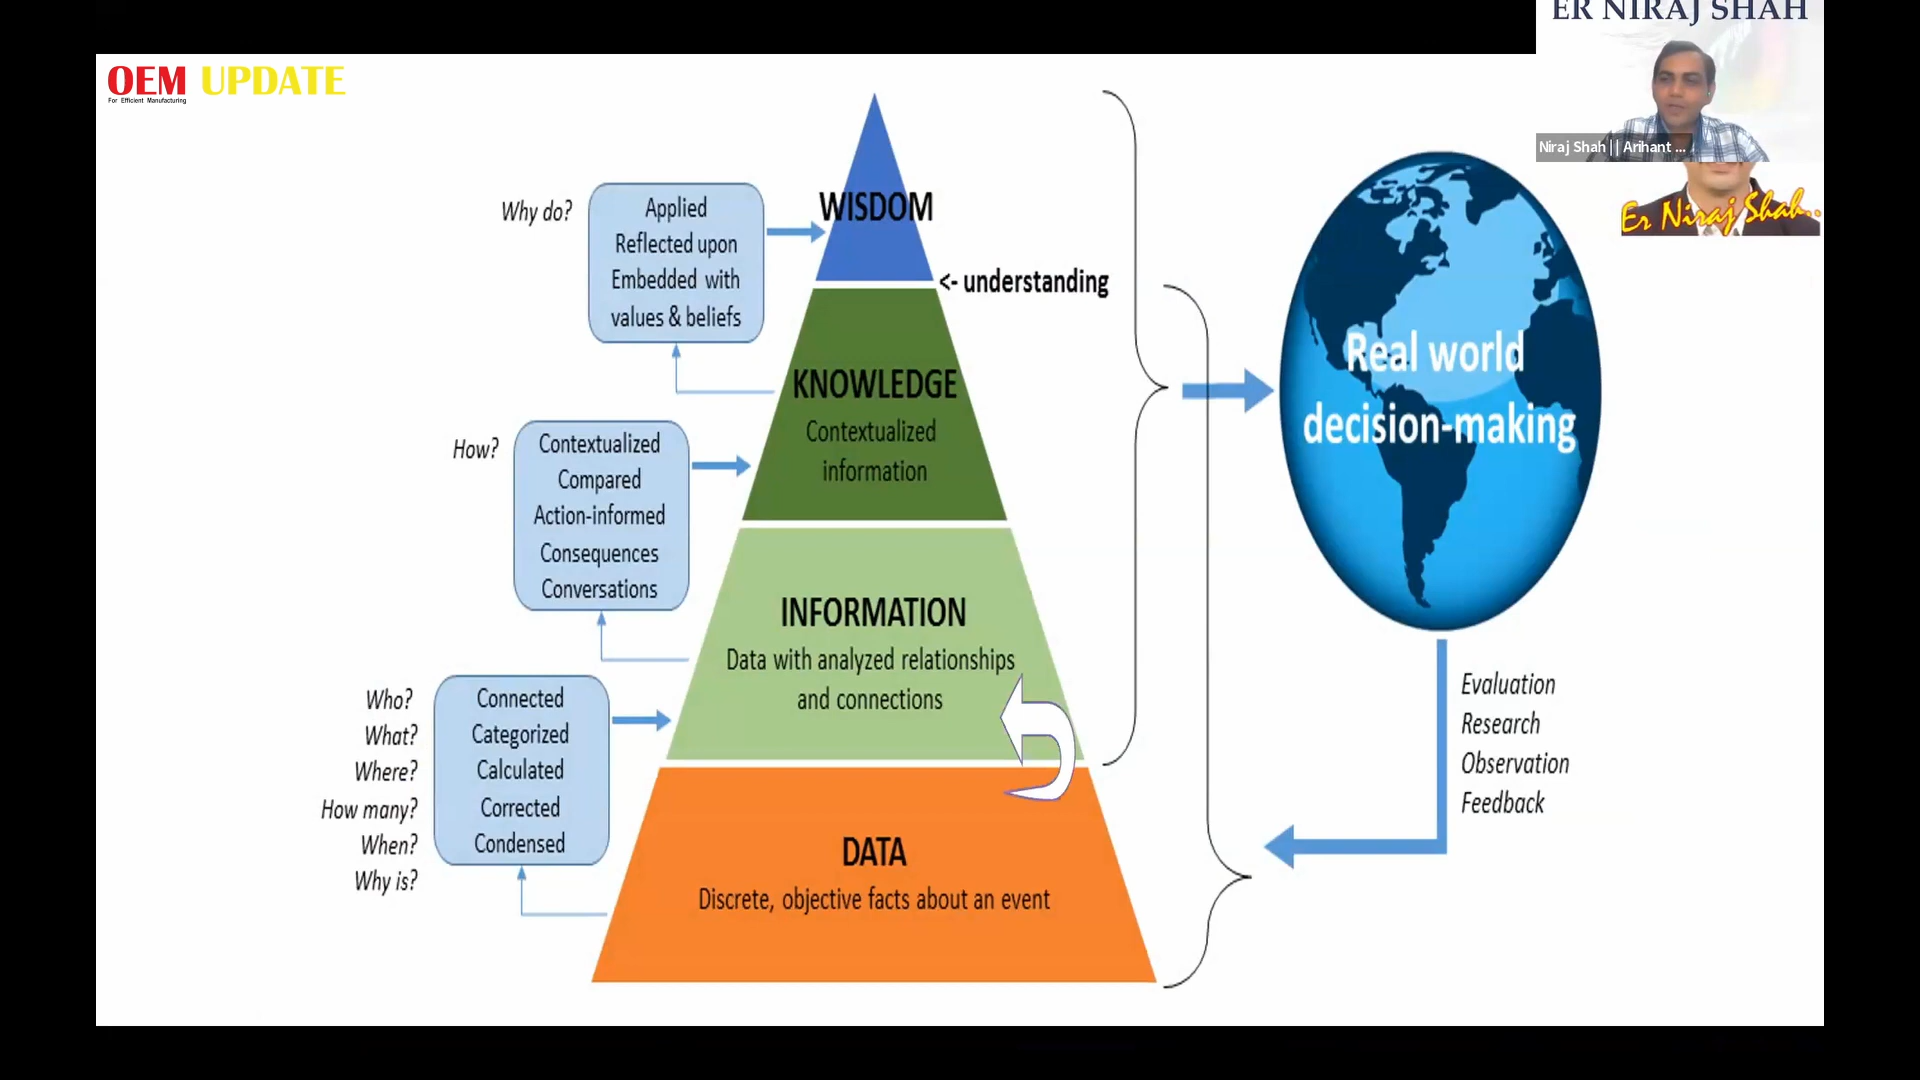 ER NIRAJ SHAH
OEM UPDATE
For Efficient Manufacturing
Niraj Shah || Arihant ...
Er Niraj Shah..
WISDOM
Why do?
Applied
Reflected upon
Embedded with
values & beliefs
<- understanding
KNOWLEDGE
Contextualized
information
How?
Contextualized
Compared
Action-informed
Consequences
Conversations
INFORMATION
Data with analyzed relationships
and connections
Who?
What?
Where?
How many?
When?
Why is?
Connected
Categorized
Calculated
Corrected
Condensed
DATA
Discrete, objective facts about an event
Real world
decision-making
Evaluation
Research
Observation
Feedback